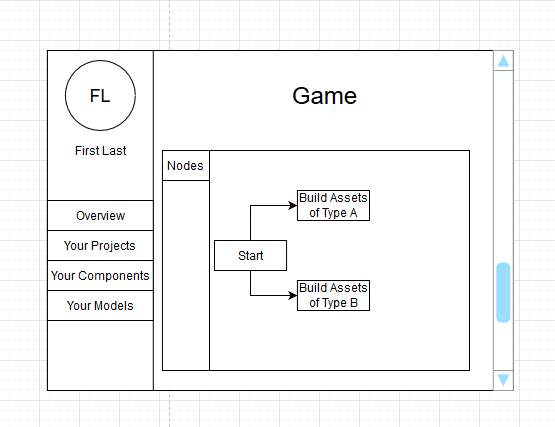 FL
First Last
Overview
Your Projects
Your Components
Your Models
Game
Nodes
Build Assets
of Type A
Start
Build Assets
of Type B